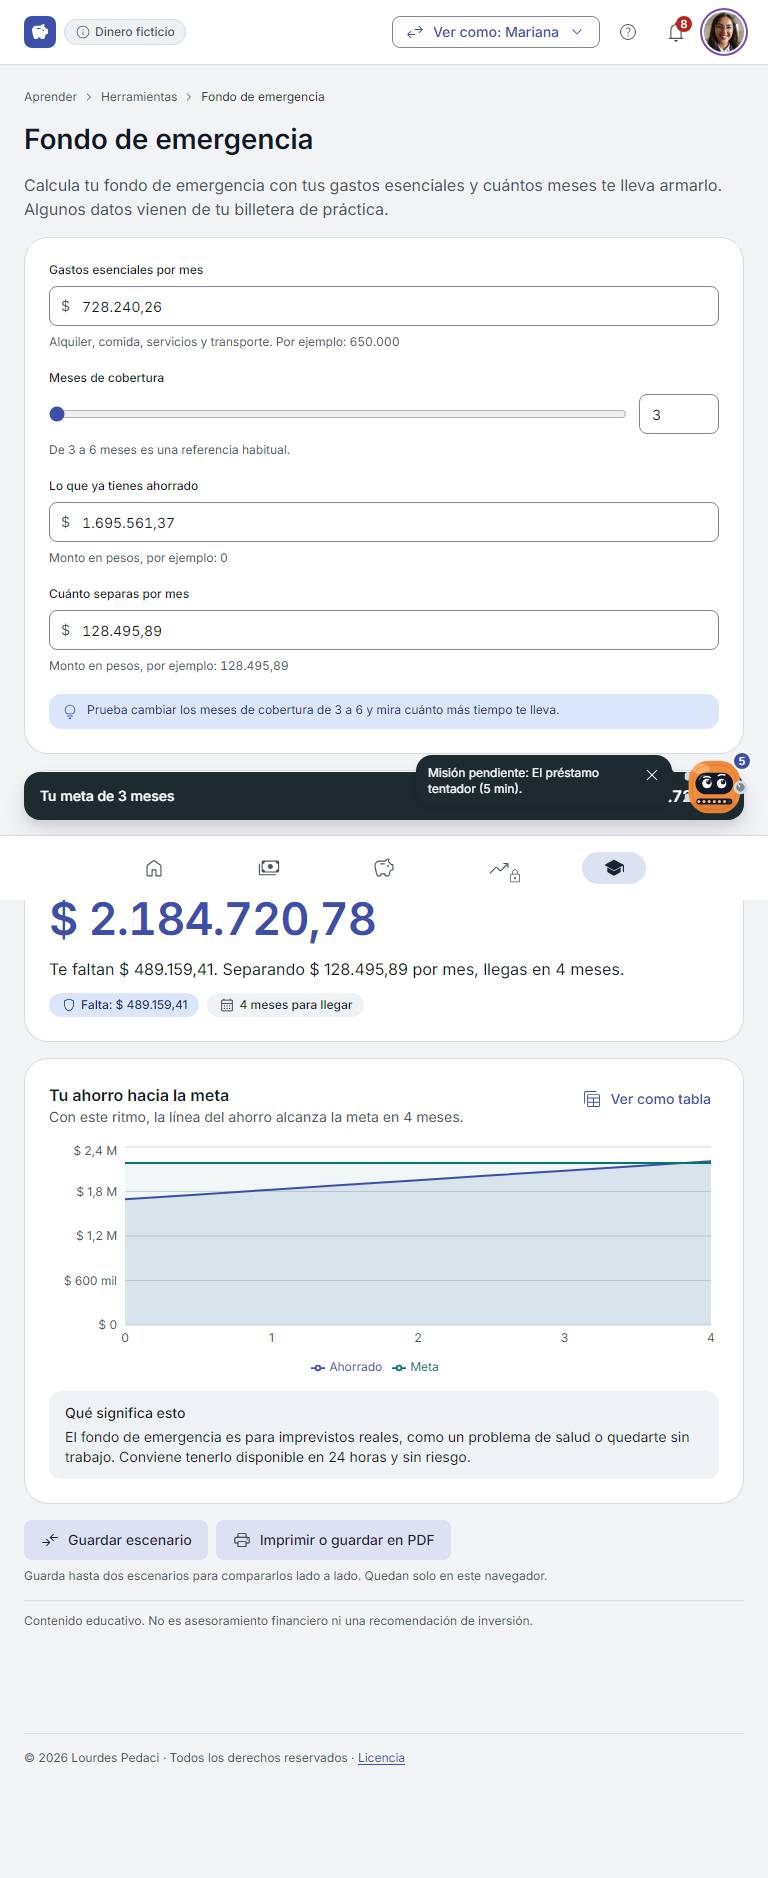 Dinero ficticio
Ver como: Mariana
8
Aprender
Herramientas
Fondo de emergencia
Fondo de emergencia
Calcula tu fondo de emergencia con tus gastos esenciales y cuántos meses te lleva armarlo.
Algunos datos vienen de tu billetera de práctica.
Gastos esenciales por mes
$ 728.240,26
Alquiler, comida, servicios y transporte. Por ejemplo: 650.000
Meses de cobertura
3
De 3 a 6 meses es una referencia habitual.
Lo que ya tienes ahorrado
$ 1.695.561,37
Monto en pesos, por ejemplo: 0
Cuánto separas por mes
$ 128.495,89
Monto en pesos, por ejemplo: 128.495,89
Prueba cambiar los meses de cobertura de 3 a 6 y mira cuánto más tiempo te lleva.
Misión pendiente: El préstamo
tentador (5 min).
5
Tu meta de 3 meses
$ 2.184.720,78
Te faltan $ 489.159,41. Separando $ 128.495,89 por mes, llegas en 4 meses.
Falta: $ 489.159,41
4 meses para llegar
Tu ahorro hacia la meta
Ver como tabla
Con este ritmo, la línea del ahorro alcanza la meta en 4 meses.
$ 2,4 M
$ 1,8 M
$ 1,2 M
$ 600 mil
$ 0
0 1 2 3 4
Ahorrado Meta
Qué significa esto
El fondo de emergencia es para imprevistos reales, como un problema de salud o quedarte sin
trabajo. Conviene tenerlo disponible en 24 horas y sin riesgo.
Guardar escenario
Imprimir o guardar en PDF
Guarda hasta dos escenarios para compararlos lado a lado. Quedan solo en este navegador.
Contenido educativo. No es asesoramiento financiero ni una recomendación de inversión.
© 2026 Lourdes Pedaci · Todos los derechos reservados · Licencia